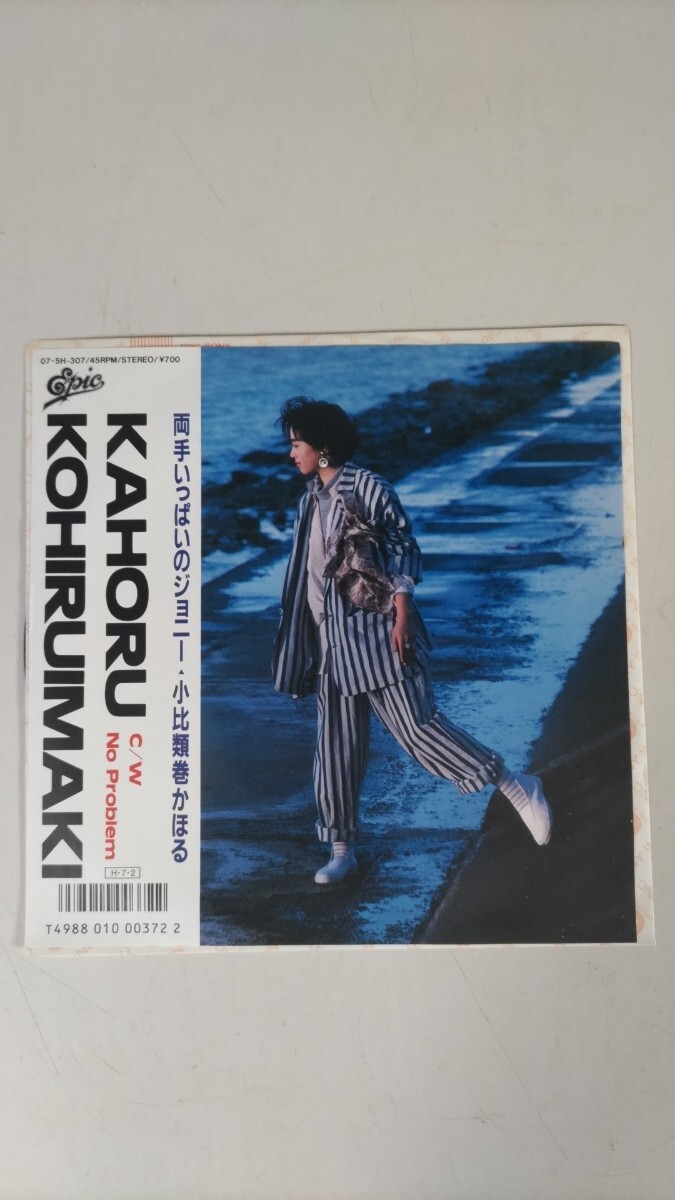 07・5H-307/45RPM/STEREO/¥700
Epic
KAHORU
KOHIRUIMAKI
C/W
No Problem
両手いっぱいのジョニー・小比類巻かほる
H・7・2
T4988 010 00372 2